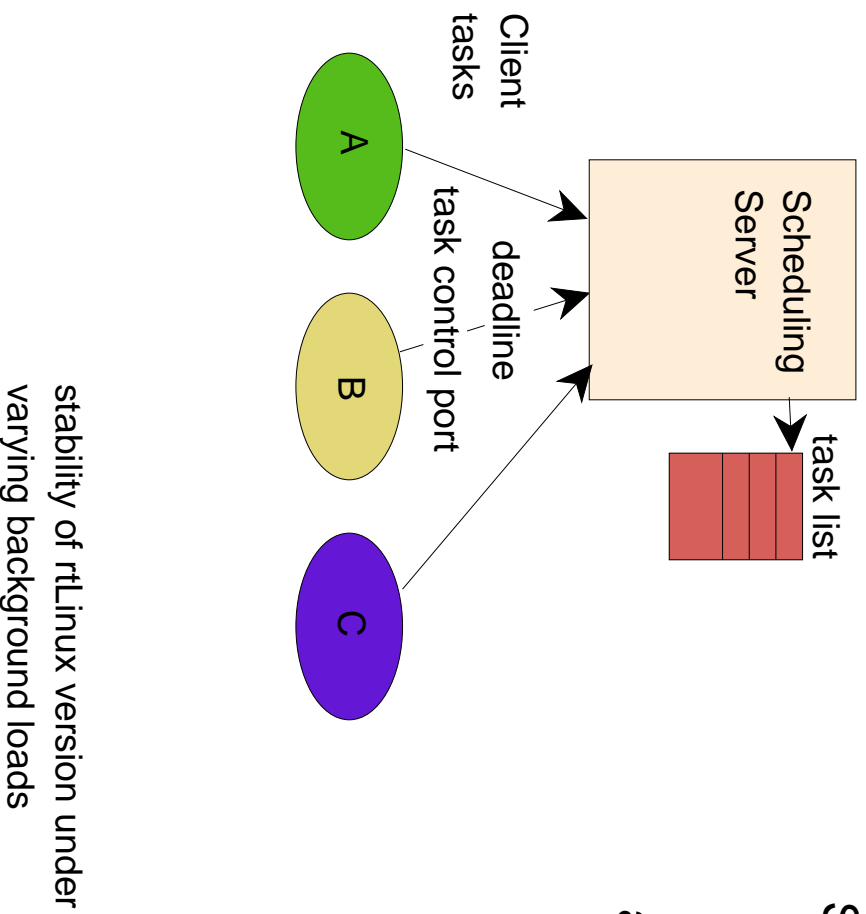 Scheduling
Server
task list
Client
tasks
deadline
task control port
A
B
C
stability of rtLinux version under
varying background loads